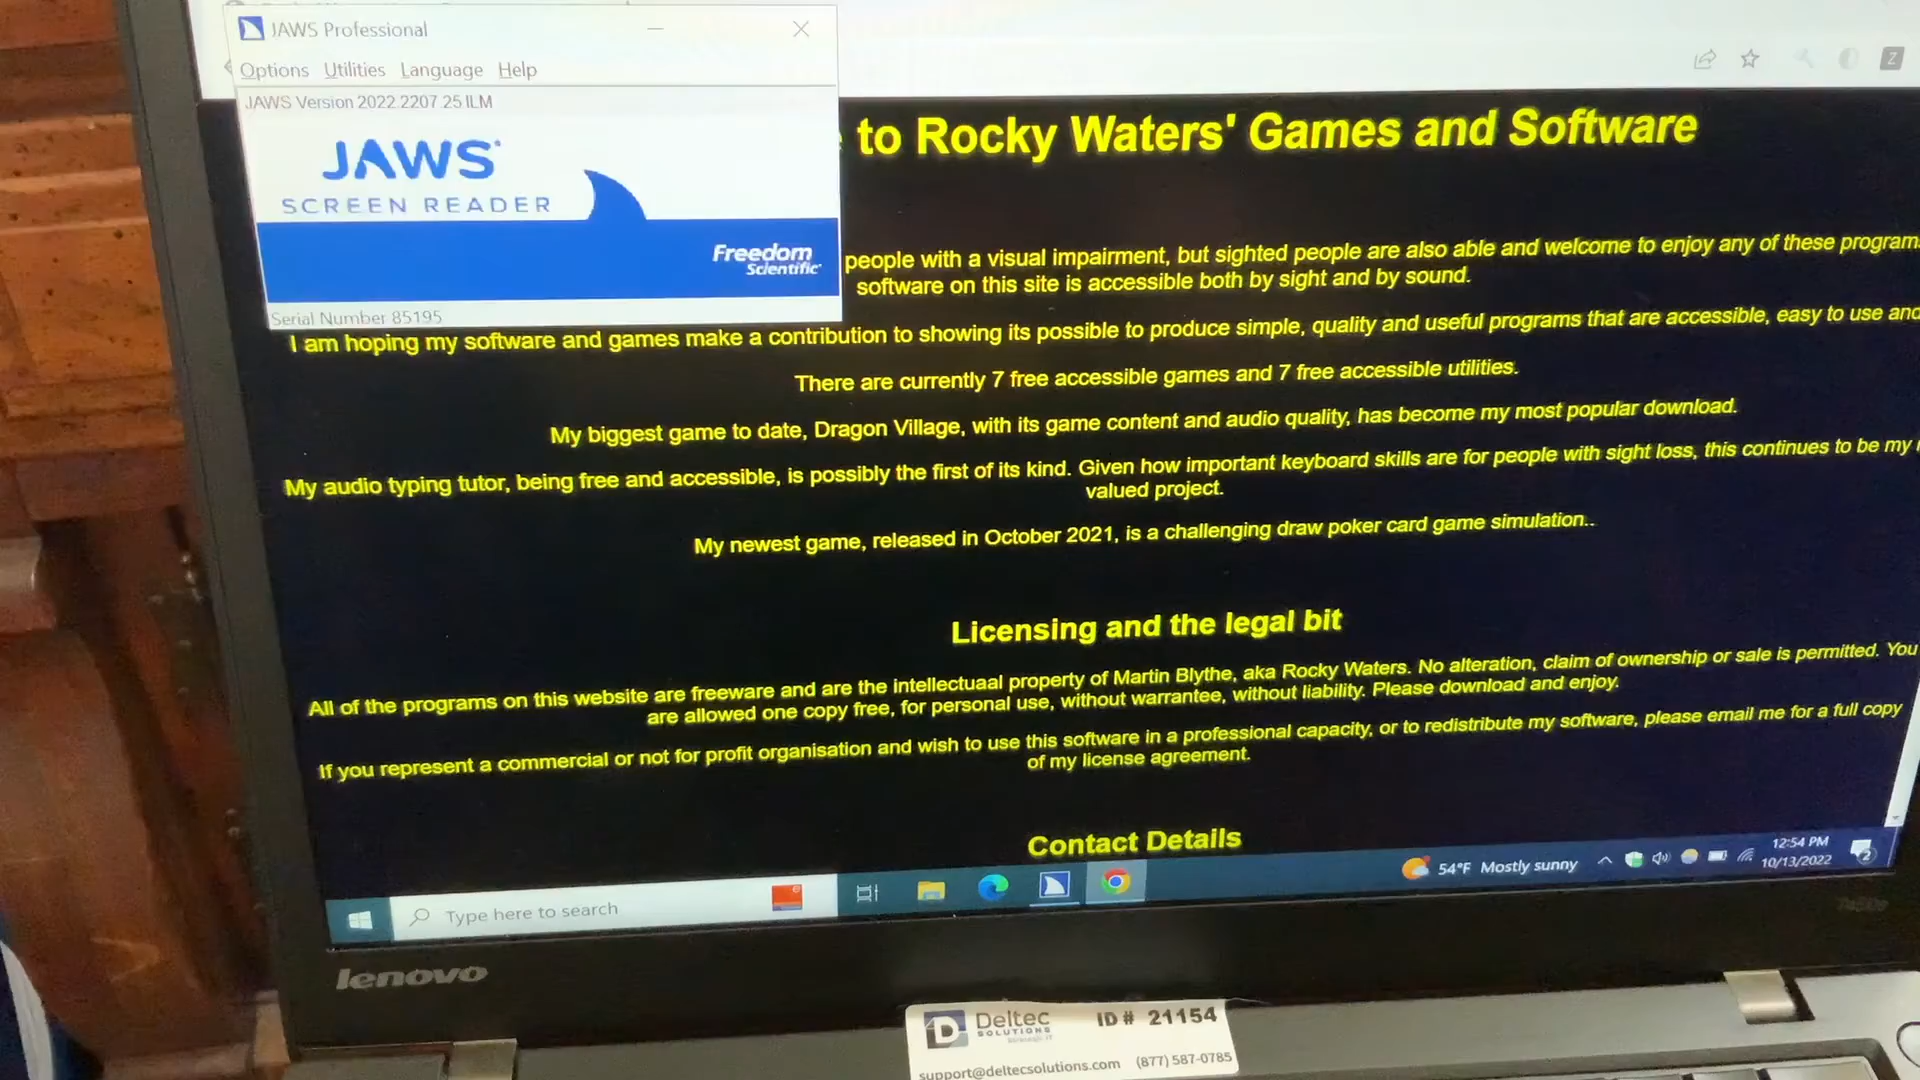 JAWS Professional
Options Utilities Language Help
JAWS Version 2022.2207.25 ILM
JAWS
SCREEN READER
Freedom
Scientific
Serial Number 85195
Z
to Rocky Waters' Games and Software
people with a visual impairment, but sighted people are also able and welcome to enjoy any of these program
software on this site is accessible both by sight and by sound.
I am hoping my software and games make a contribution to showing its possible to produce simple, quality and useful programs that are accessible, easy to use and
There are currently 7 free accessible games and 7 free accessible utilities.
My biggest game to date, Dragon Village, with its game content and audio quality, has become my most popular download.
My audio typing tutor, being free and accessible, is possibly the first of its kind. Given how important keyboard skills are for people with sight loss, this continues to be my
valued project.
My newest game, released in October 2021, is a challenging draw poker card game simulation..
Licensing and the legal bit
All of the programs on this website are freeware and are the intellectuaal property of Martin Blythe, aka Rocky Waters. No alteration, claim of ownership or sale is permitted. You
are allowed one copy free, for personal use, without warrantee, without liability. Please download and enjoy.
If you represent a commercial or not for profit organisation and wish to use this software in a professional capacity, or to redistribute my software, please email me for a full copy
of my license agreement.
Contact Details
Type here to search
54°F Mostly sunny
12:54 PM
10/13/2022
2
lenovo
D Deltec
SOLUTIONS
ID # 21154
support@deltecsolutions.com (877) 587-0785